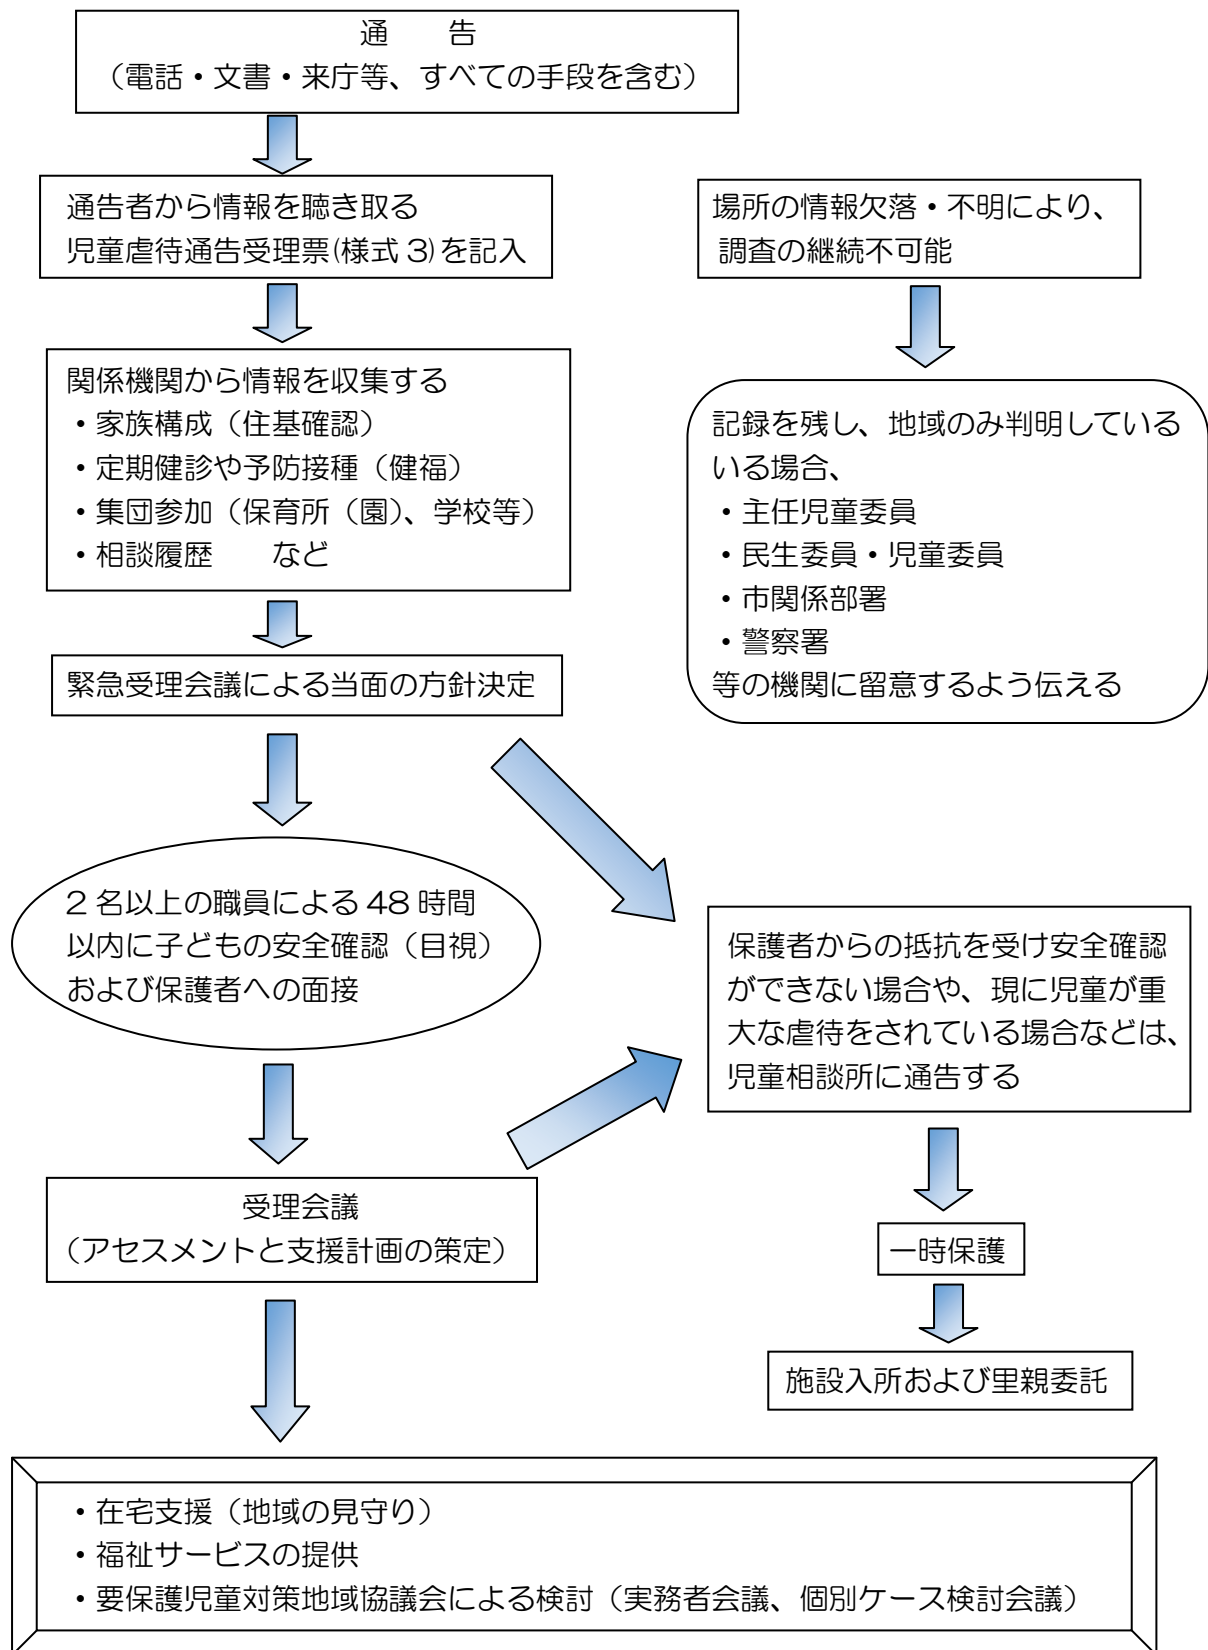 通　　告
（電話・文書・来庁等、すべての手段を含む）
通告者から情報を聴き取る
児童虐待通告受理票(様式3)を記入
関係機関から情報を収集する
・家族構成（住基確認）
・定期健診や予防接種（健福）
・集団参加（保育所（園）、学校等）
・相談履歴　　など
緊急受理会議による当面の方針決定
2名以上の職員による48時間
以内に子どもの安全確認（目視）
および保護者への面接
受理会議
（アセスメントと支援計画の策定）
場所の情報欠落・不明により、
調査の継続不可能
記録を残し、地域のみ判明している
いる場合、
・主任児童委員
・民生委員・児童委員
・市関係部署
・警察署
等の機関に留意するよう伝える
保護者からの抵抗を受け安全確認
ができない場合や、現に児童が重
大な虐待をされている場合などは、
児童相談所に通告する
一時保護
施設入所および里親委託
・在宅支援（地域の見守り）
・福祉サービスの提供
・要保護児童対策地域協議会による検討（実務者会議、個別ケース検討会議）